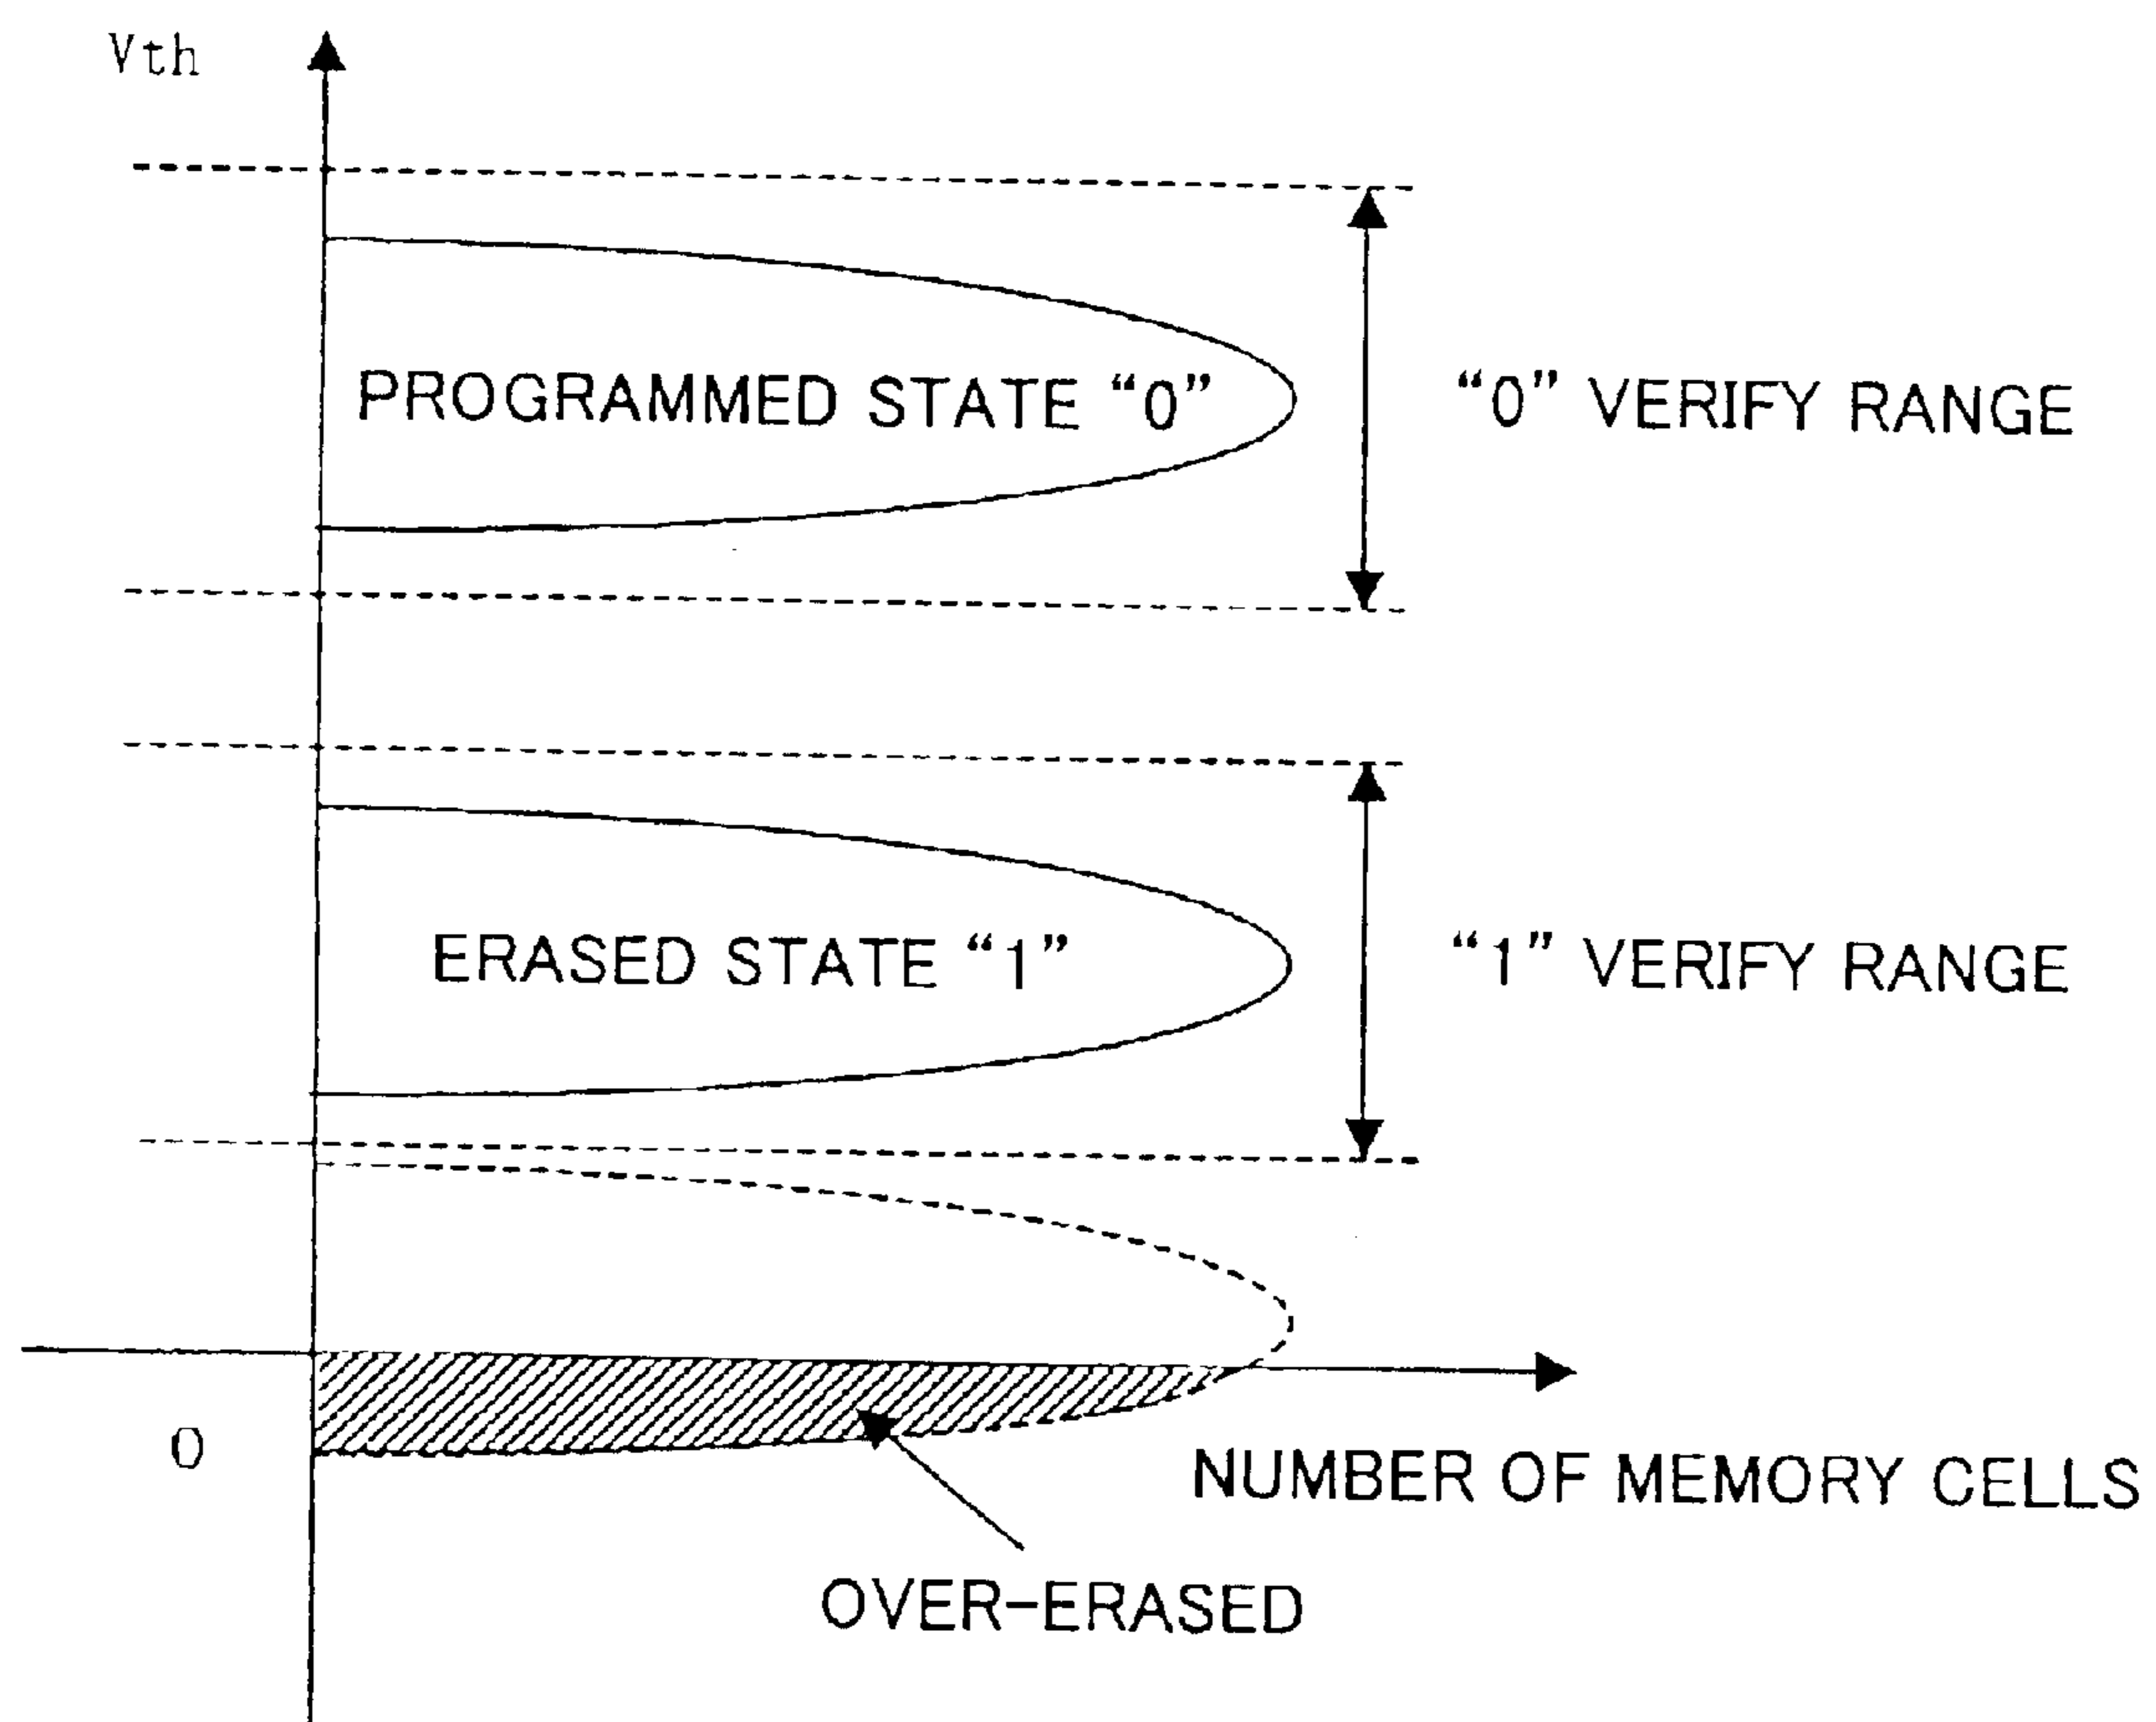 Vth
PROGRAMMED STATE “0”
“0” VERIFY RANGE
ERASED STATE “1”
“1” VERIFY RANGE
0
NUMBER OF MEMORY CELLS
OVER-ERASED